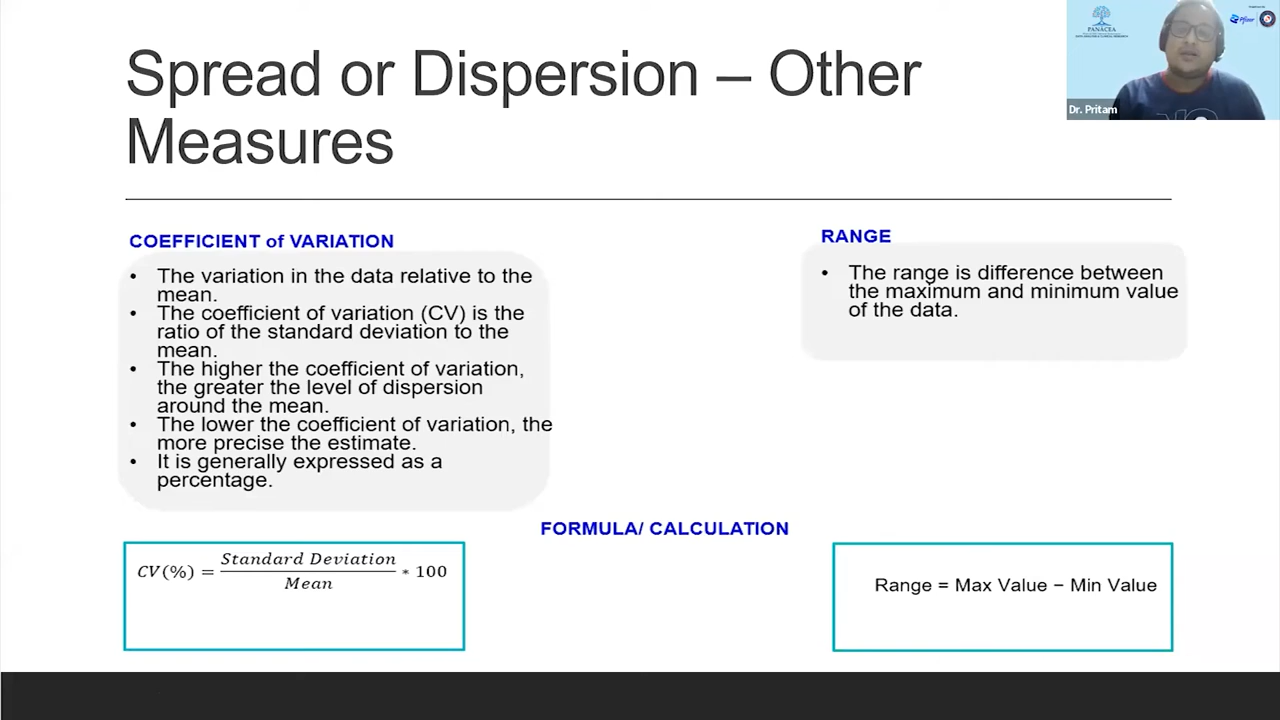 Spread or Dispersion – Other
Measures
PANACEA
Pfizer
Dr. Pritam
COEFFICIENT of VARIATION
• The variation in the data relative to the
mean.
• The coefficient of variation (CV) is the
ratio of the standard deviation to the
mean.
• The higher the coefficient of variation,
the greater the level of dispersion
around the mean.
• The lower the coefficient of variation, the
more precise the estimate.
• It is generally expressed as a
percentage.
RANGE
• The range is difference between
the maximum and minimum value
of the data.
FORMULA/ CALCULATION
CV(%) = Standard Deviation / Mean * 100
Range = Max Value − Min Value